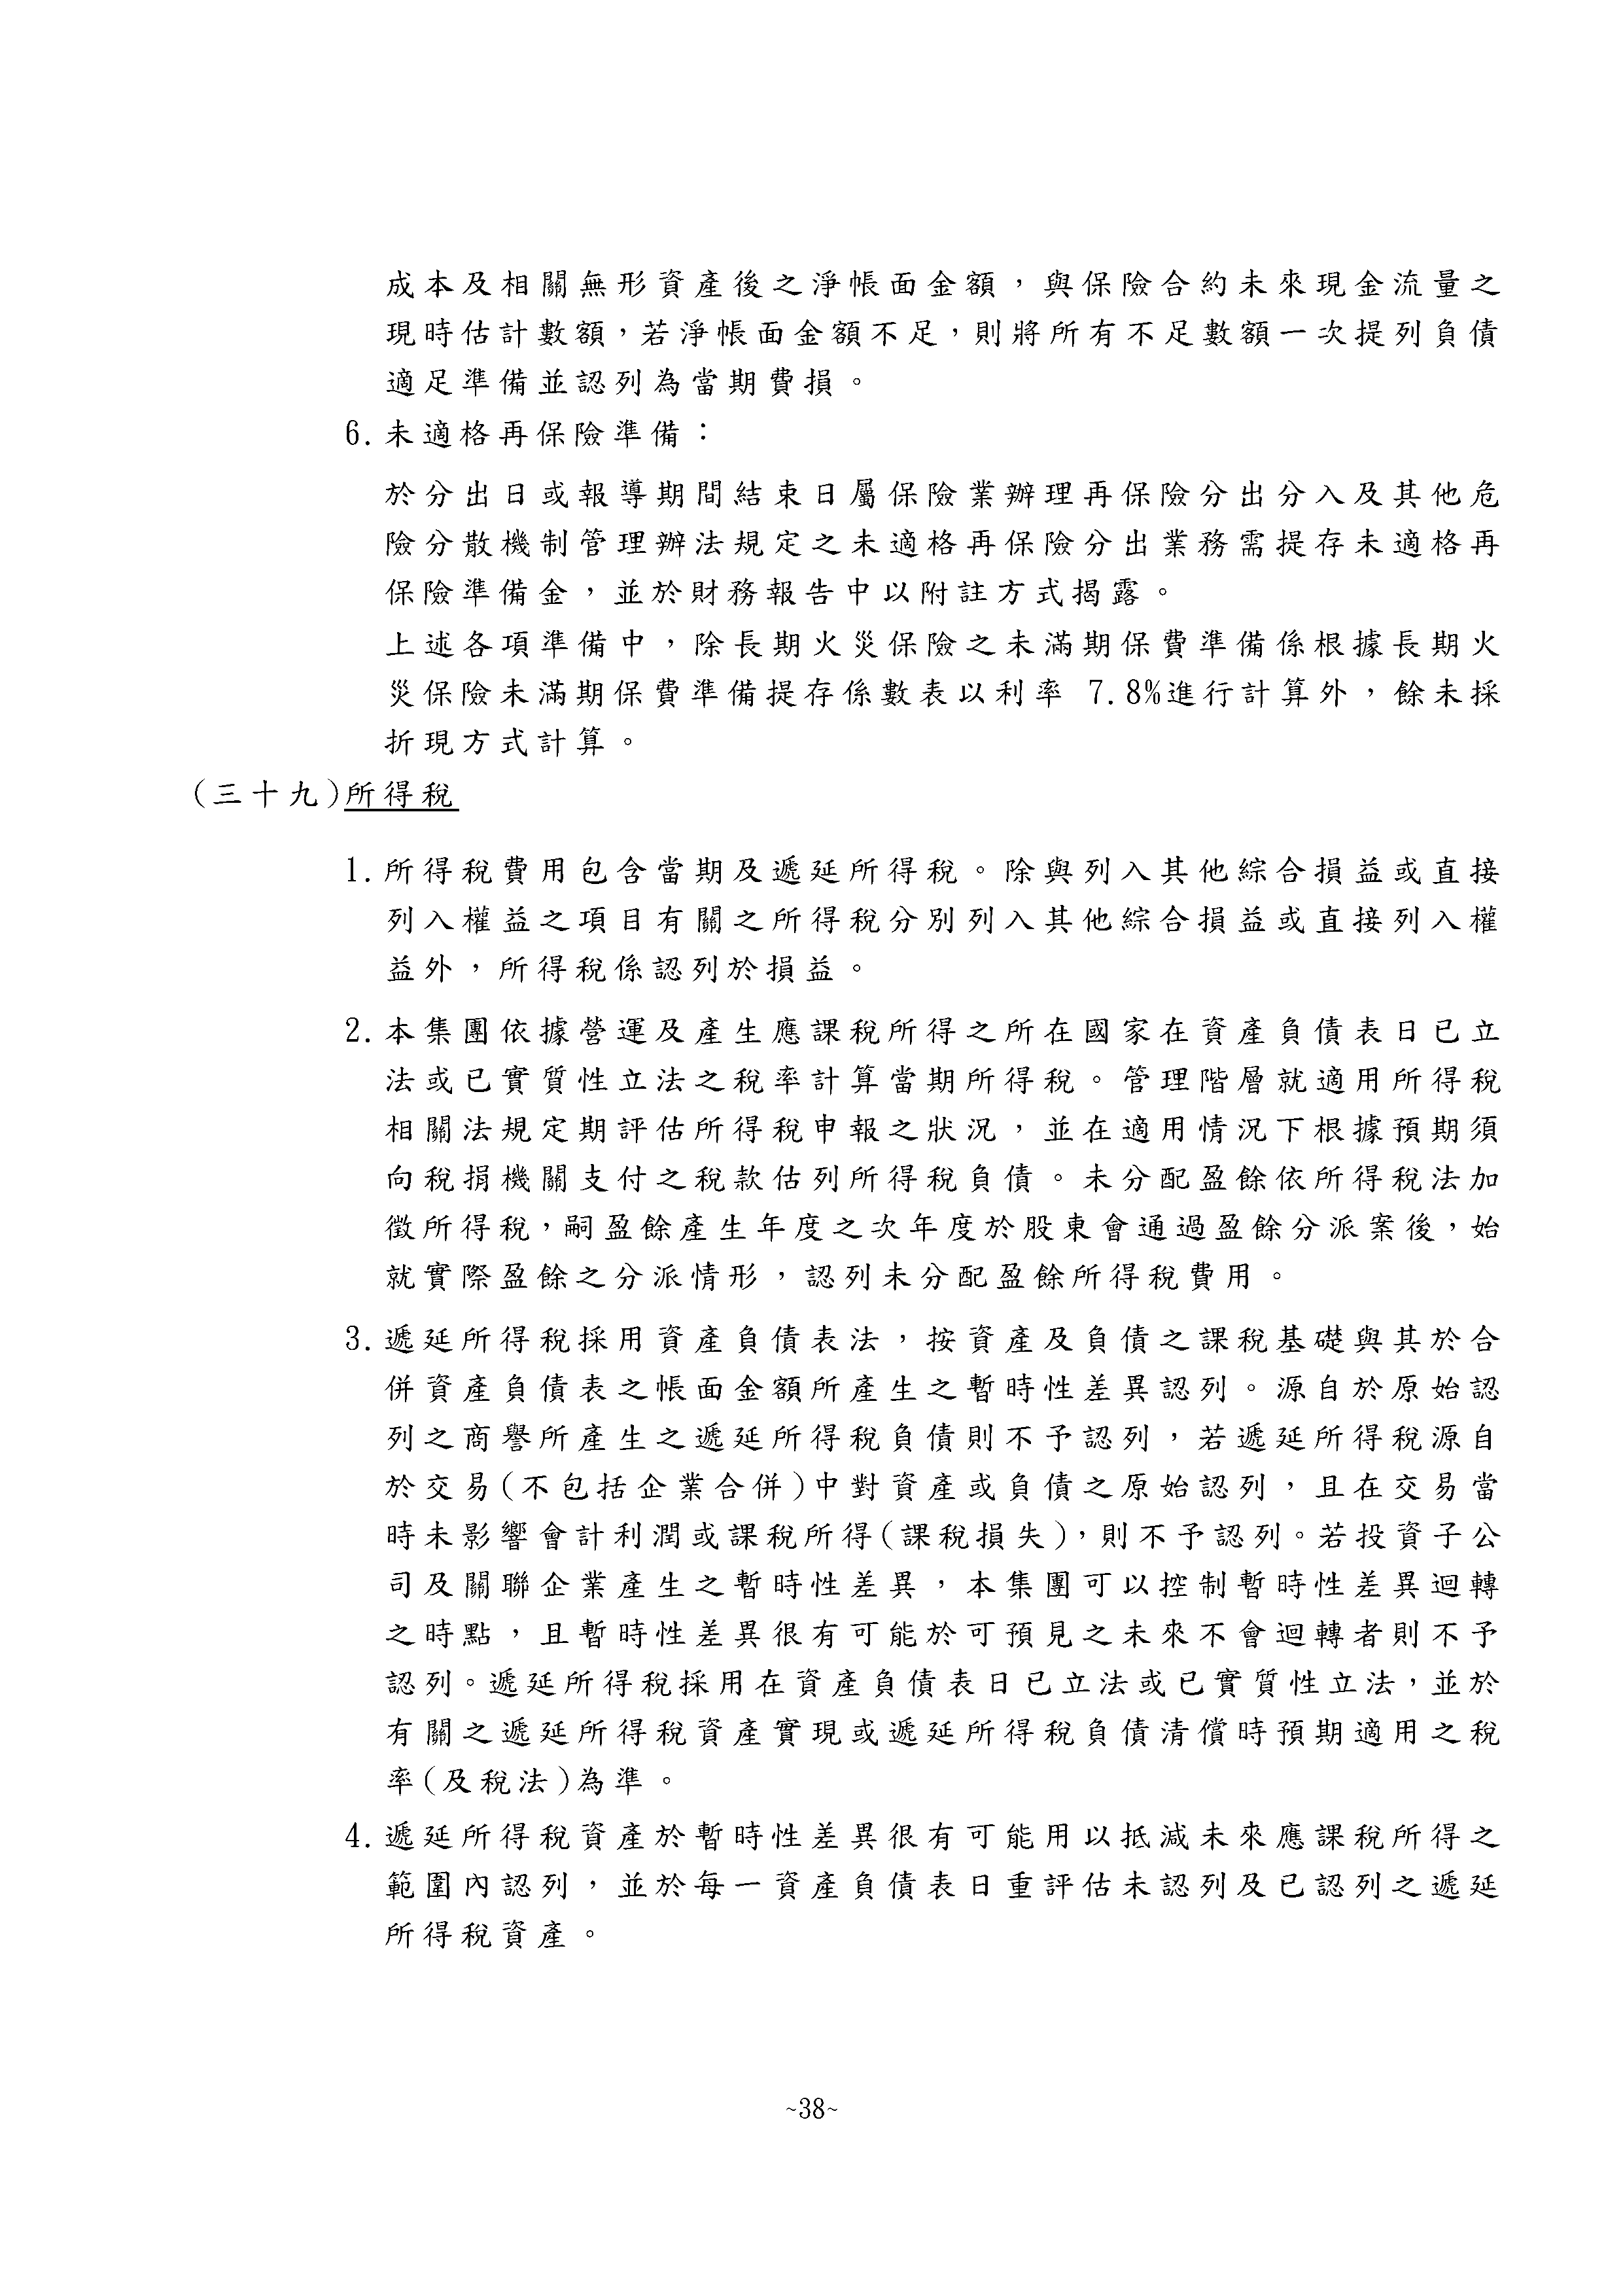 成本及相關無形資產後之淨帳面金額，與保險合約未來現金流量之
現時估計數額，若淨帳面金額不足，則將所有不足數額一次提列負債
適足準備並認列為當期費損。
6.未適格再保險準備：
於分出日或報導期間結束日屬保險業辦理再保險分出分入及其他危
險分散機制管理辦法規定之未適格再保險分出業務需提存未適格再
保險準備金，並於財務報告中以附註方式揭露。
上述各項準備中，除長期火災保險之未滿期保費準備係根據長期火
災保險未滿期保費準備提存係數表以利率 7.8%進行計算外，餘未採
折現方式計算。
(三十九)所得稅
1.所得稅費用包含當期及遞延所得稅。除與列入其他綜合損益或直接
列入權益之項目有關之所得稅分別列入其他綜合損益或直接列入權
益外，所得稅係認列於損益。
2.本集團依據營運及產生應課稅所得之所在國家在資產負債表日已立
法或已實質性立法之稅率計算當期所得稅。管理階層就適用所得稅
相關法規定期評估所得稅申報之狀況，並在適用情況下根據預期須
向稅捐機關支付之稅款估列所得稅負債。未分配盈餘依所得稅法加
徵所得稅，嗣盈餘產生年度之次年度於股東會通過盈餘分派案後，始
就實際盈餘之分派情形，認列未分配盈餘所得稅費用。
3.遞延所得稅採用資產負債表法，按資產及負債之課稅基礎與其於合
併資產負債表之帳面金額所產生之暫時性差異認列。源自於原始認
列之商譽所產生之遞延所得稅負債則不予認列，若遞延所得稅源自
於交易(不包括企業合併)中對資產或負債之原始認列，且在交易當
時未影響會計利潤或課稅所得(課稅損失)，則不予認列。若投資子公
司及關聯企業產生之暫時性差異，本集團可以控制暫時性差異迴轉
之時點，且暫時性差異很有可能於可預見之未來不會迴轉者則不予
認列。遞延所得稅採用在資產負債表日已立法或已實質性立法，並於
有關之遞延所得稅資產實現或遞延所得稅負債清償時預期適用之稅
率(及稅法)為準。
4.遞延所得稅資產於暫時性差異很有可能用以抵減未來應課稅所得之
範圍內認列，並於每一資產負債表日重評估未認列及已認列之遞延
所得稅資產。
~38~